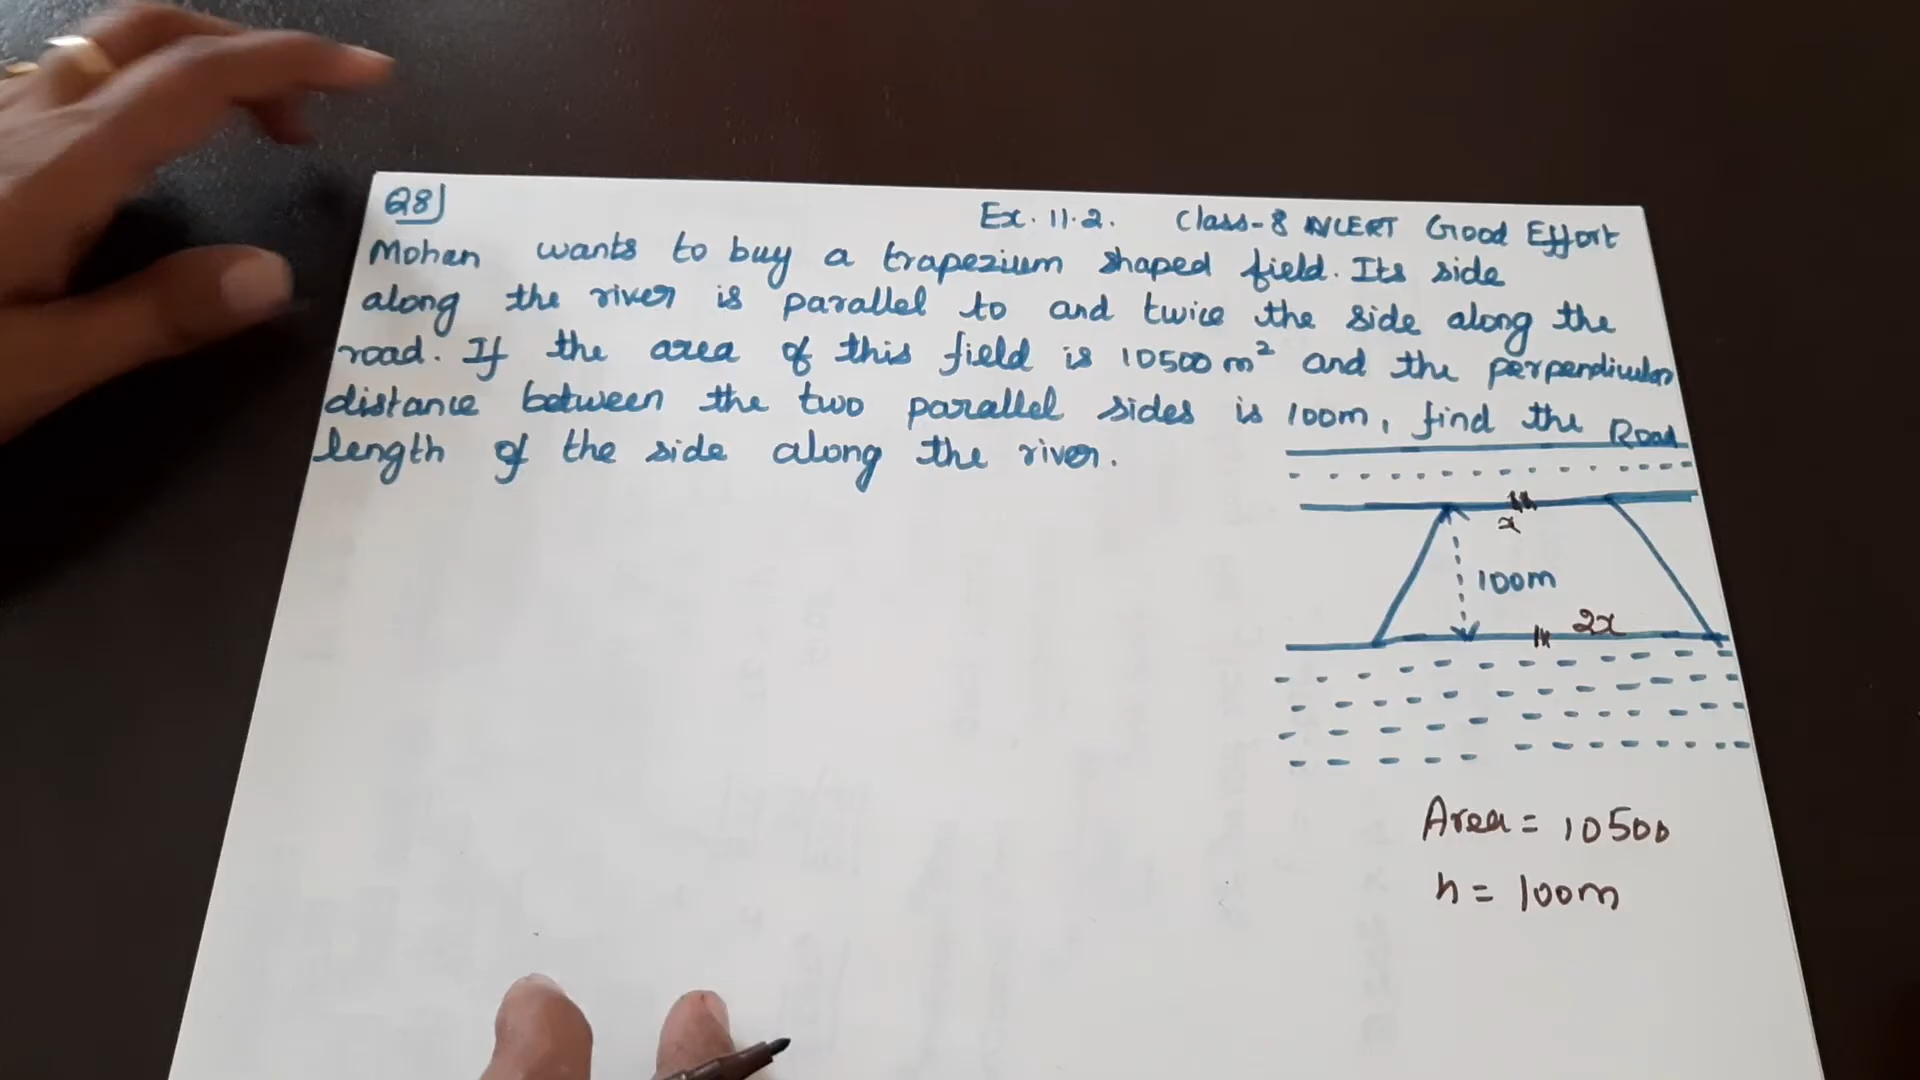 Q8)
Ex. 11.2. Class-8 NCERT Good Effort
Mohan wants to buy a trapezium shaped field. Its side
along the river is parallel to and twice the side along the
road. If the area of this field is 10500 m² and the perpendicular
distance between the two parallel sides is 100m, find the
length of the side along the river.
Road
x
100m
2x
Area = 10500
h = 100m